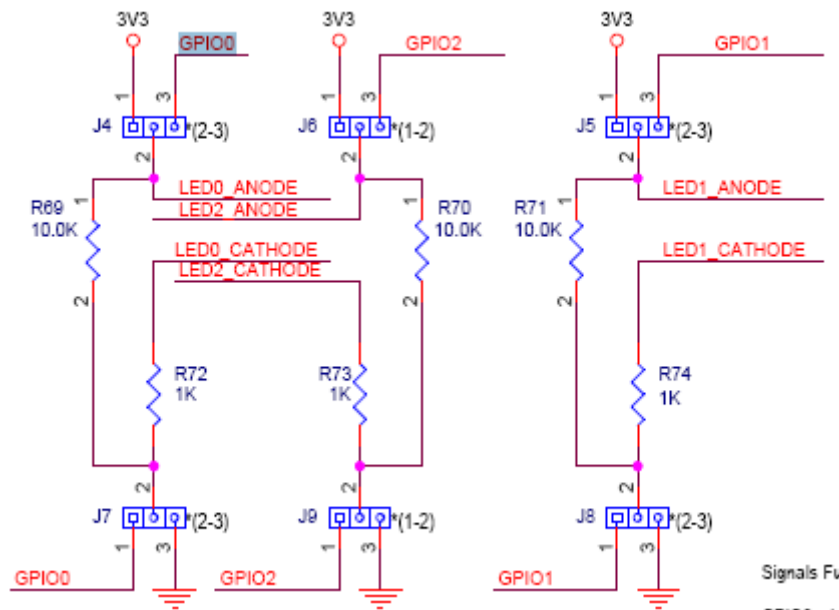 3V3 3V3 3V3
GPIO0 GPIO2 GPIO1
1 3 1 3 1 3
J4 *(2-3) J6 *(1-2) J5 *(2-3)
2 2 2
LED0_ANODE LED1_ANODE
1 1 1
R69 LED2_ANODE R70 R71
10.0K 10.0K 10.0K
LED0_CATHODE LED1_CATHODE
LED2_CATHODE
2 2 2
R72 R73 R74
1K 1K 1K
2 2 2
J7 *(2-3) J9 *(1-2) J8 *(2-3)
1 3 1 3 1 3
GPIO0 GPIO2 GPIO1
Signals